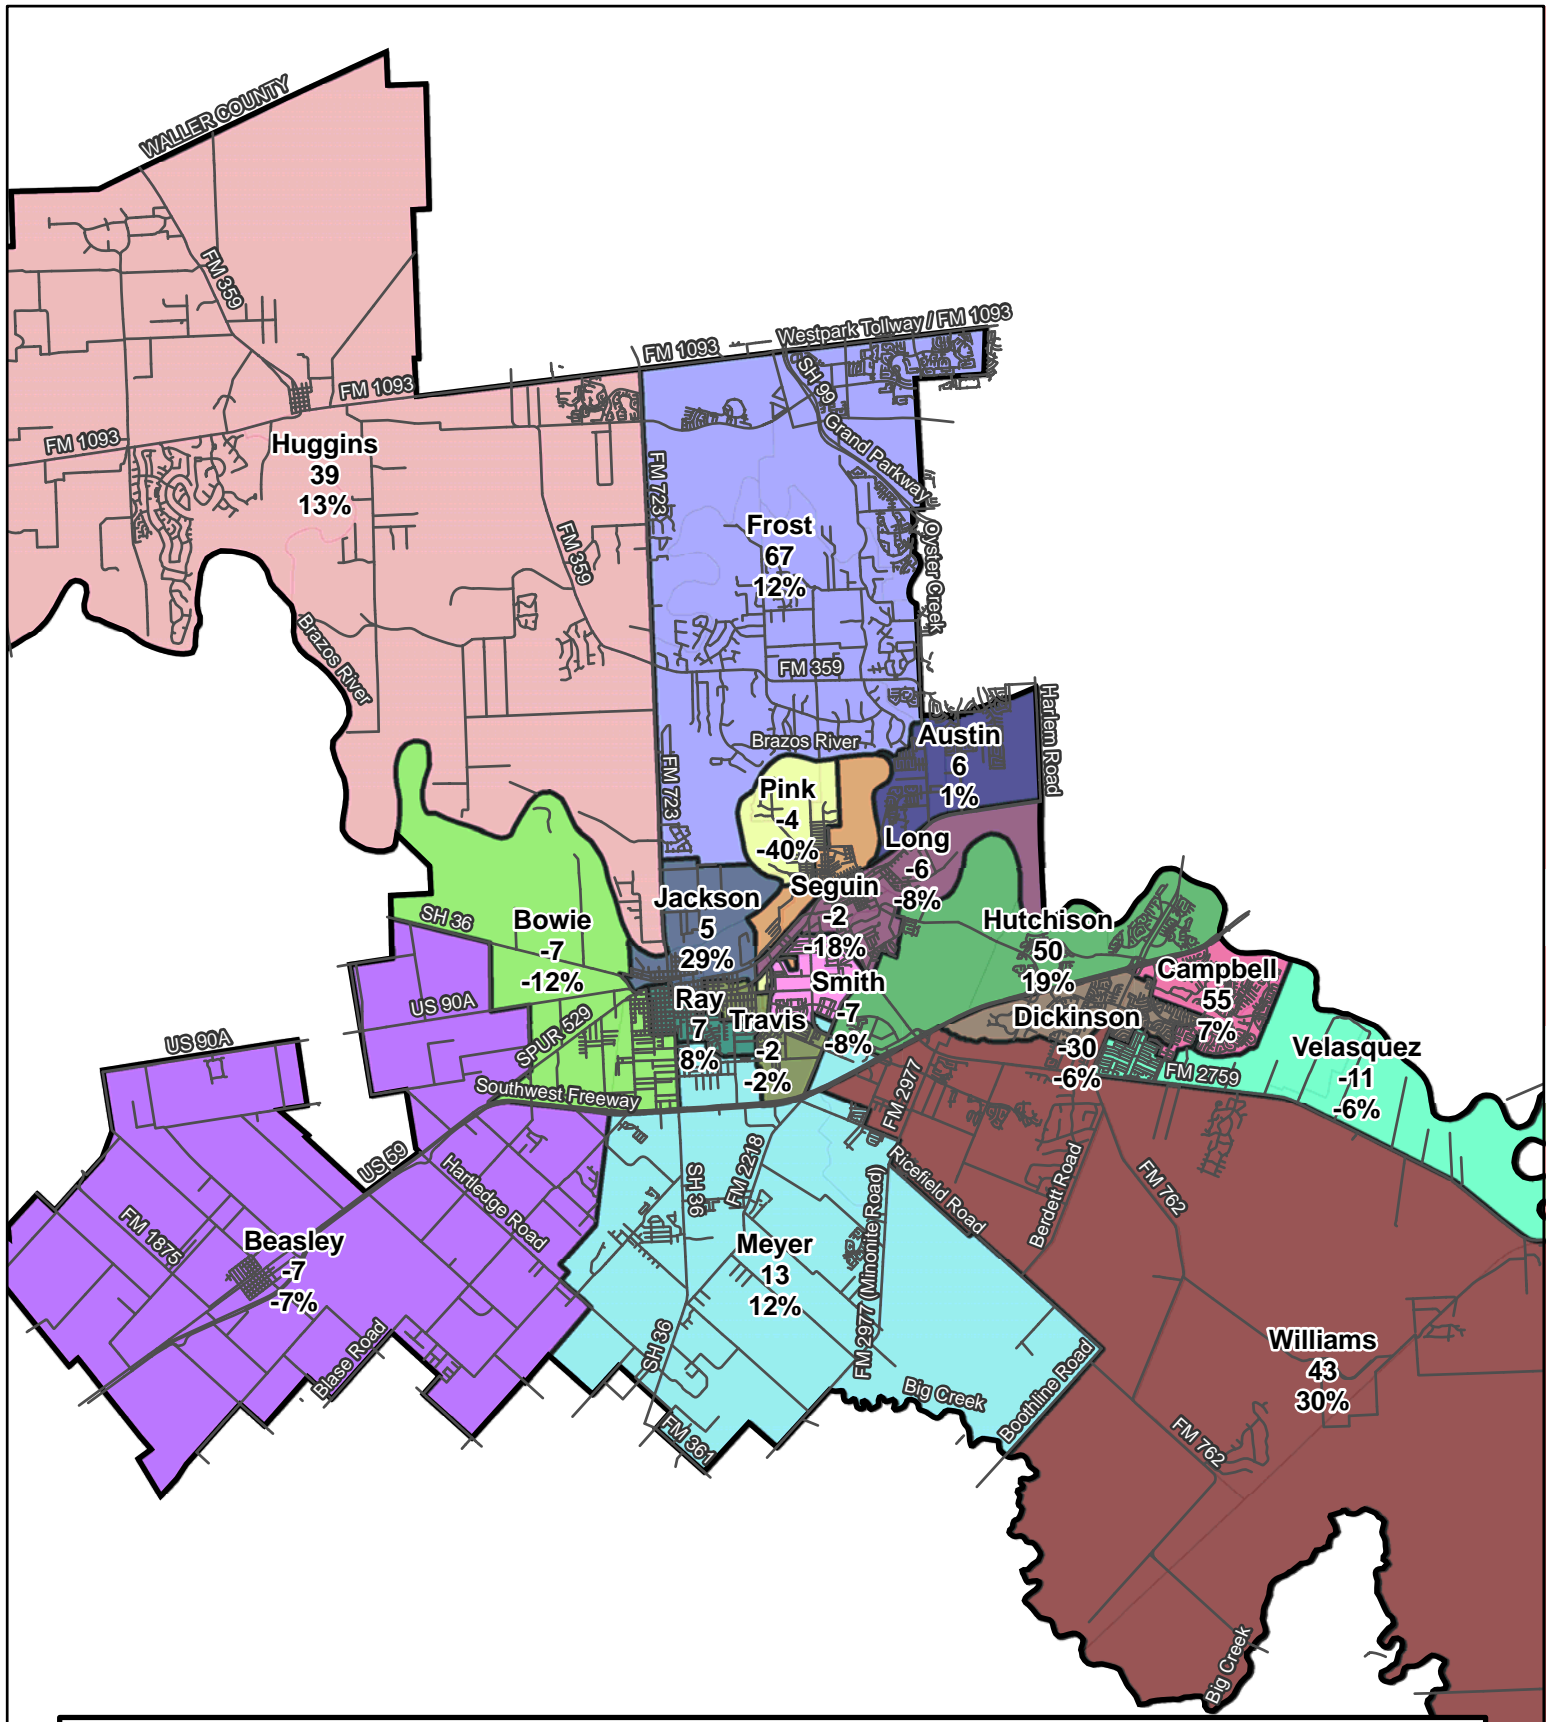 WALLER COUNTY
FM 359
FM 1093
Westpark Tollway / FM 1093
SH 99
FM 1093
FM 1093
Grand Parkway
Huggins
39
13%
FM 723
FM 359
Frost
67
12%
Oyster Creek
Brazos River
FM 359
Harlem Road
Brazos River
Austin
6
1%
FM 723
Pink
-4
-40%
Long
-6
-8%
Seguin
-2
-18%
Jackson
5
29%
SH 36
Bowie
-7
-12%
Hutchison
50
19%
Campbell
55
7%
Smith
-7
-8%
US 90A
Ray
7
8%
Travis
-2
-2%
Dickinson
-30
-6%
SPUR 529
US 90A
Velasquez
-11
-6%
FM 2759
Southwest Freeway
FM 2977
US 59
Hartledge Road
SH 36
FM 2218
Ricefield Road
Berdett Road
FM 762
FM 1875
Beasley
-7
-7%
Meyer
13
12%
FM 2977 (Minonite Road)
Blase Road
SH 36
Big Creek
Boothline Road
Williams
43
30%
FM 361
FM 762
Big Creek